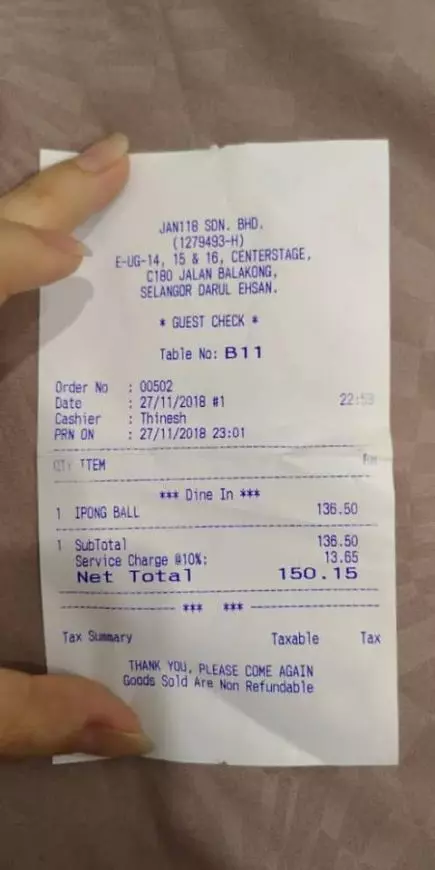 JAN118 SDN. BHD.
(1279493-H)
E-UG-14, 15 & 16, CENTERSTAGE,
C180 JALAN BALAKONG,
SELANGOR DARUL EHSAN.
* GUEST CHECK *
Table No: B11
Order No : 00502
Date : 27/11/2018 #1 22:53
Cashier : Thinesh
PRN ON : 27/11/2018 23:01
QTY ITEM RM
*** Dine In ***
1 IPONG BALL 136.50
1 SubTotal 136.50
Service Charge @10%: 13.65
Net Total 150.15
*** ***
Tax Summary Taxable Tax
THANK YOU, PLEASE COME AGAIN
Goods Sold Are Non Refundable